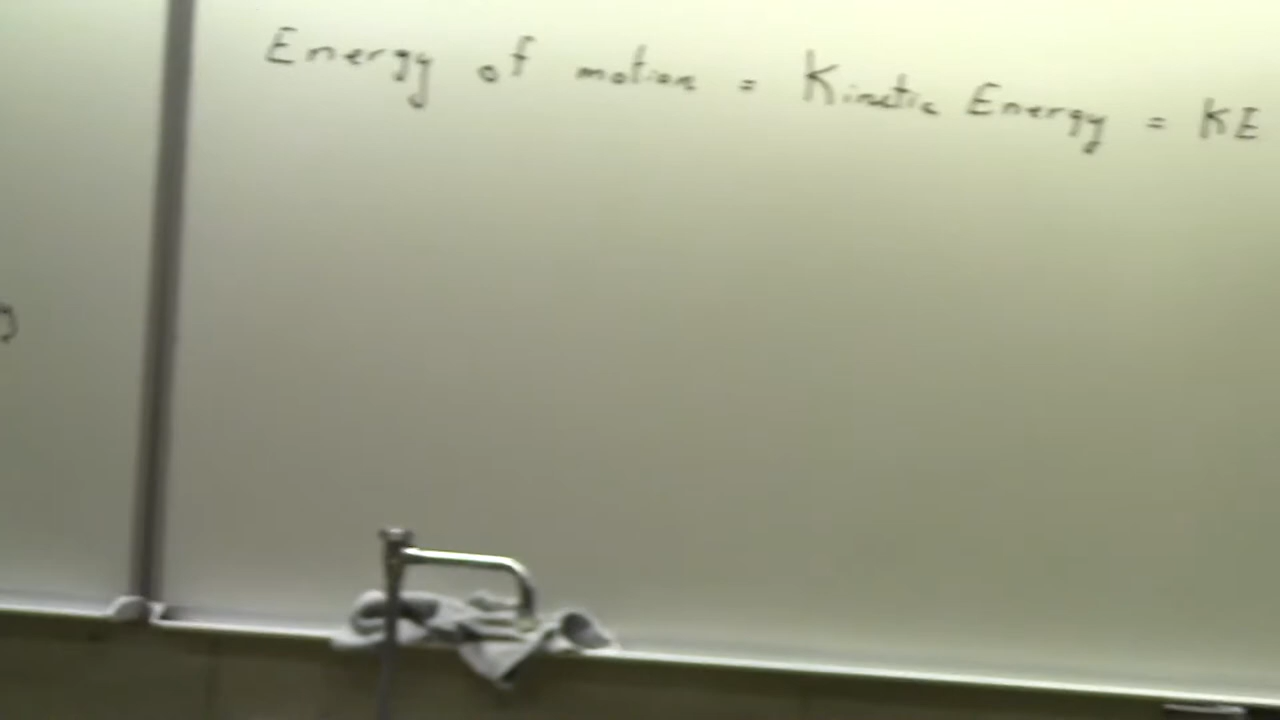 Energy of motion = Kinetic Energy = KE